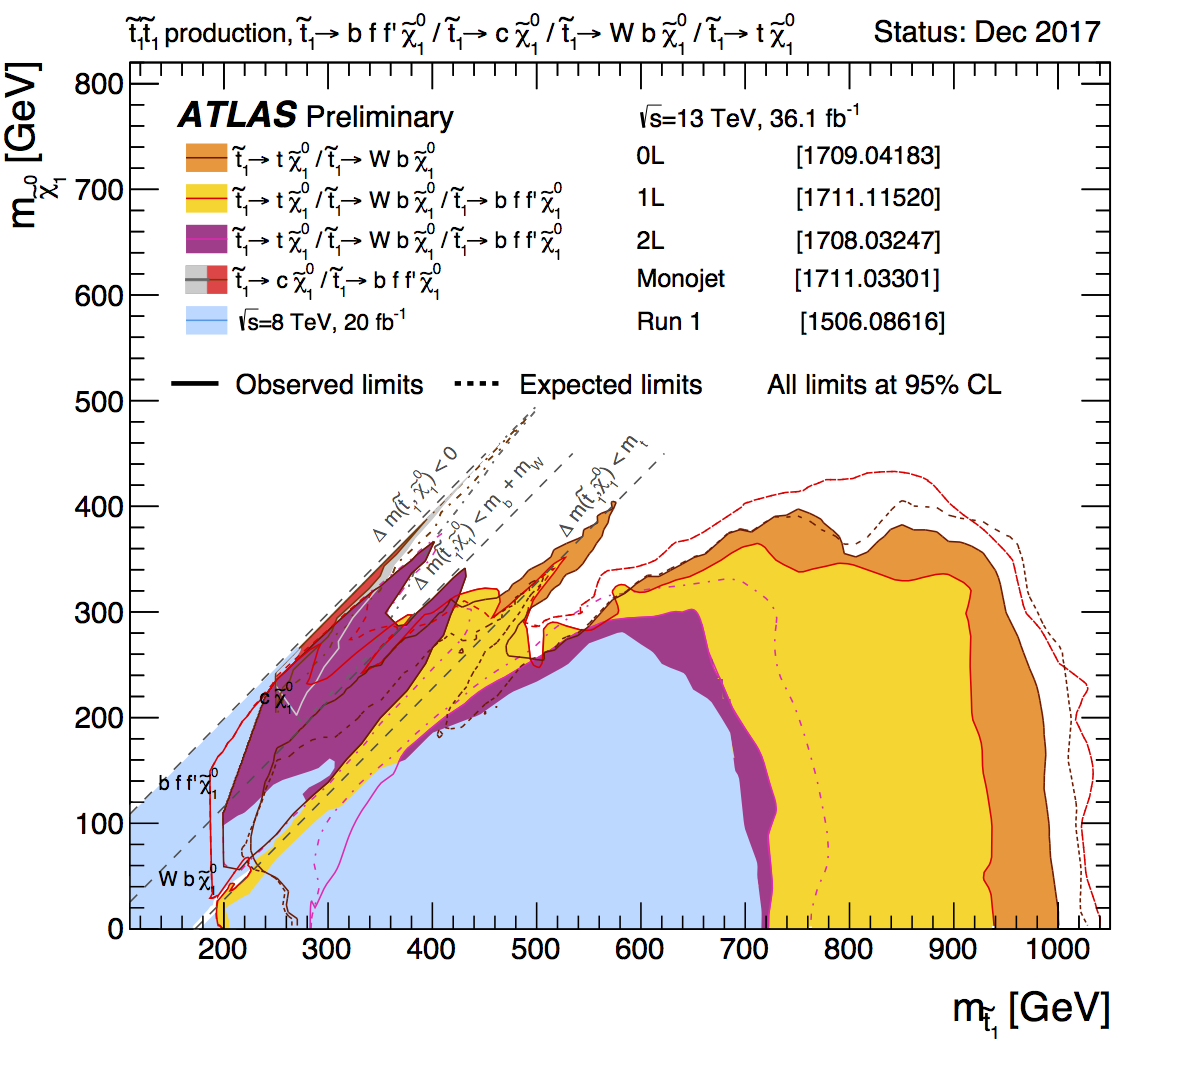 t̃₁t̃₁ production, t̃₁→ b f f' χ̃₁⁰ / t̃₁→ c χ̃₁⁰ / t̃₁→ W b χ̃₁⁰ / t̃₁→ t χ̃₁⁰ Status: Dec 2017
m_χ̃₁⁰ [GeV]
800
700
600
500
400
300
200
100
0
ATLAS Preliminary √s=13 TeV, 36.1 fb⁻¹
t̃₁→ t χ̃₁⁰ / t̃₁→ W b χ̃₁⁰ 0L [1709.04183]
t̃₁→ t χ̃₁⁰ / t̃₁→ W b χ̃₁⁰ / t̃₁→ b f f' χ̃₁⁰ 1L [1711.11520]
t̃₁→ t χ̃₁⁰ / t̃₁→ W b χ̃₁⁰ / t̃₁→ b f f' χ̃₁⁰ 2L [1708.03247]
t̃₁→ c χ̃₁⁰ / t̃₁→ b f f' χ̃₁⁰ Monojet [1711.03301]
√s=8 TeV, 20 fb⁻¹ Run 1 [1506.08616]
Observed limits Expected limits All limits at 95% CL
Δ m(t̃₁,χ̃₁⁰) < 0
Δ m(t̃₁,χ̃₁⁰) < m_b + m_W
Δ m(t̃₁,χ̃₁⁰) < m_t
c χ̃₁⁰
b f f' χ̃₁⁰
W b χ̃₁⁰
200 300 400 500 600 700 800 900 1000
m_t̃₁ [GeV]